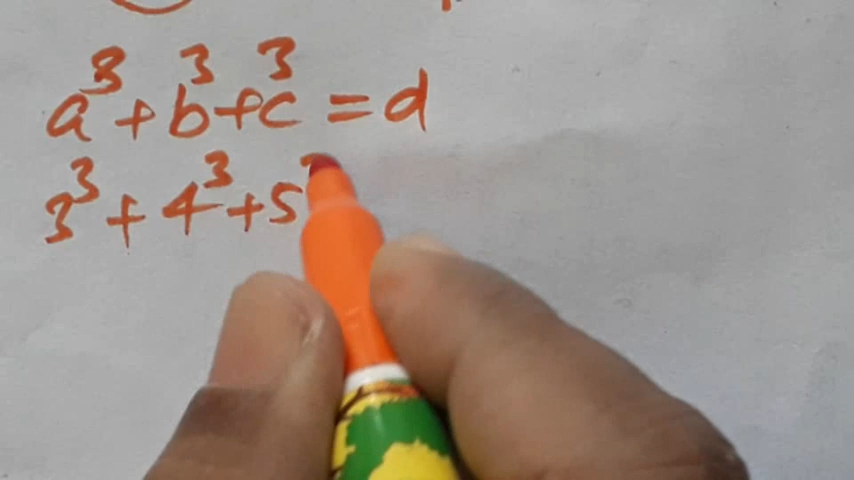 a³ + b³ + c³ = d
3³ + 4³ + 5